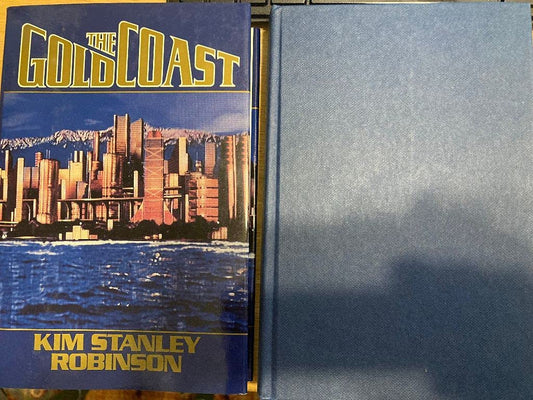 THE
GOLD COAST
KIM STANLEY
ROBINSON